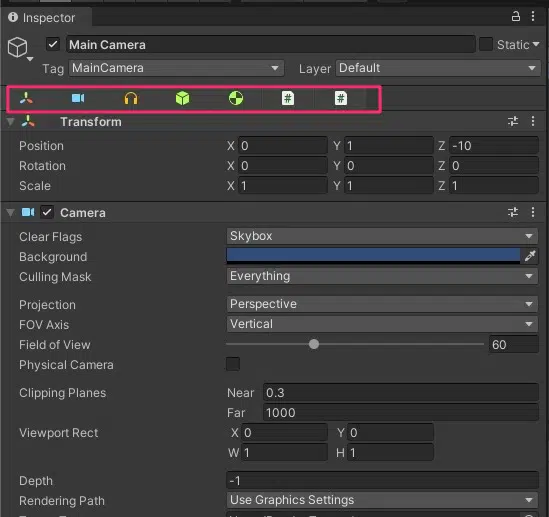 Inspector
Main Camera Static
Tag MainCamera Layer Default
# #
Transform
Position X 0 Y 1 Z -10
Rotation X 0 Y 0 Z 0
Scale X 1 Y 1 Z 1
Camera
Clear Flags Skybox
Background
Culling Mask Everything
Projection Perspective
FOV Axis Vertical
Field of View 60
Physical Camera
Clipping Planes Near 0.3
Far 1000
Viewport Rect X 0 Y 0
W 1 H 1
Depth -1
Rendering Path Use Graphics Settings